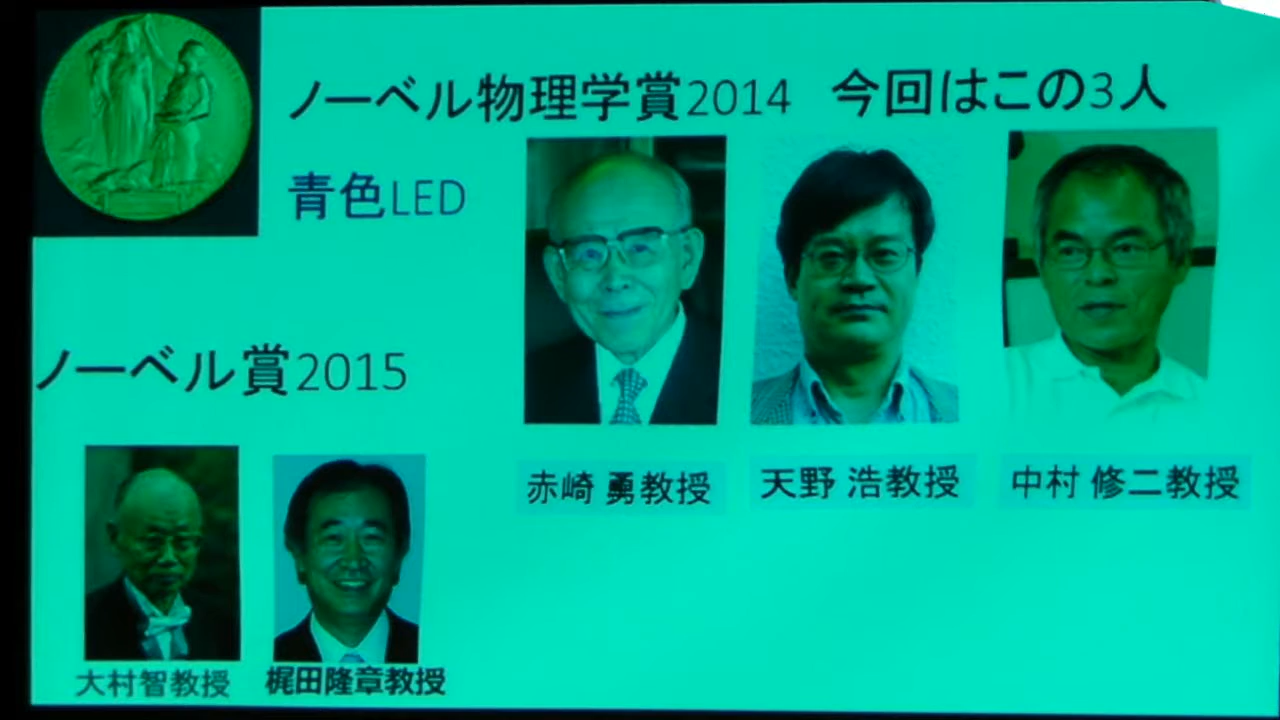 ノーベル物理学賞2014 今回はこの3人
青色LED
赤崎 勇教授
天野 浩教授
中村 修二教授
ノーベル賞2015
大村智教授
梶田隆章教授